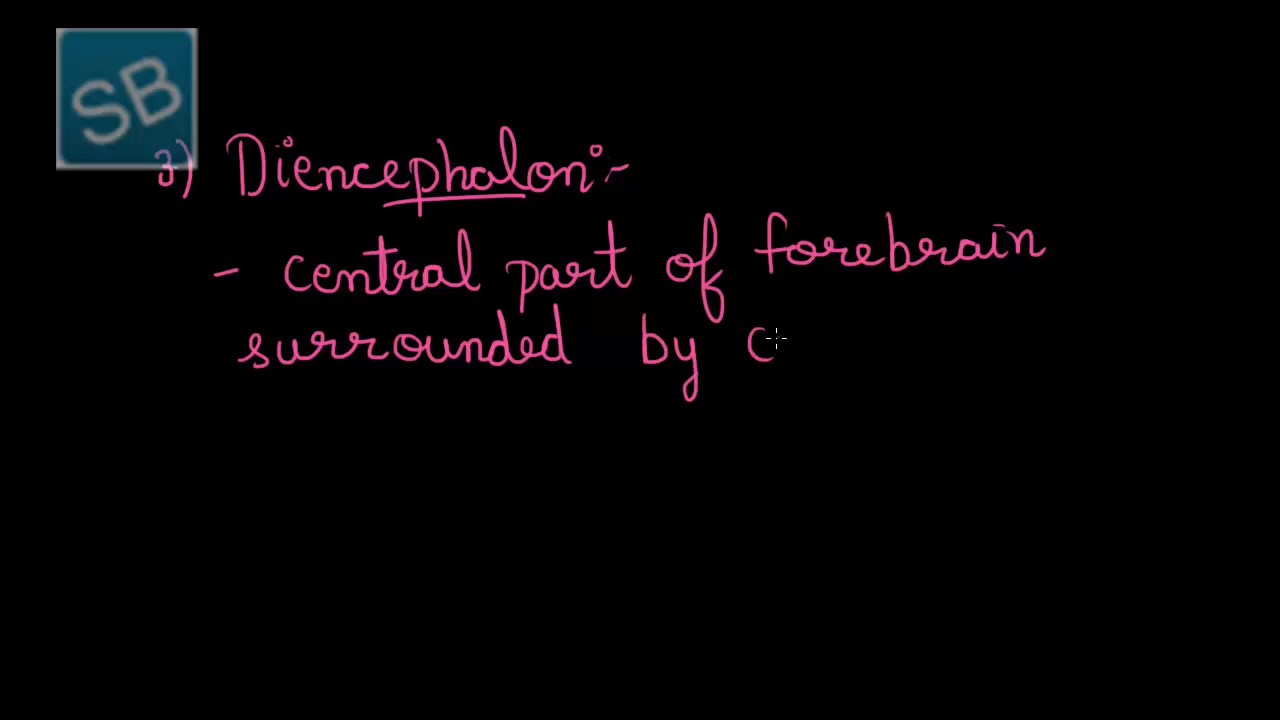 SB
3) Diencephalon:-
- central part of forebrain
surrounded by c